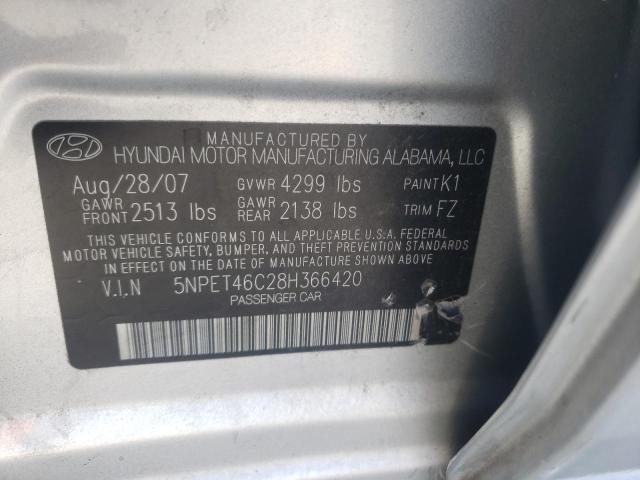 MANUFACTURED BY
HYUNDAI MOTOR MANUFACTURING ALABAMA, LLC
Aug/28/07 GVWR 4299 lbs PAINT K1
GAWR FRONT 2513 lbs GAWR REAR 2138 lbs TRIM FZ
THIS VEHICLE CONFORMS TO ALL APPLICABLE U.S.A. FEDERAL
MOTOR VEHICLE SAFETY, BUMPER, AND THEFT PREVENTION STANDARDS
IN EFFECT ON THE DATE OF MANUFACTURE SHOWN ABOVE
V.I.N 5NPET46C28H366420
PASSENGER CAR